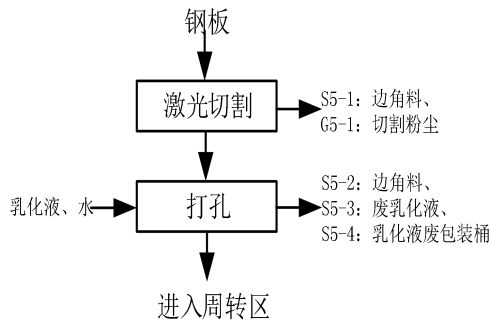 钢板
激光切割
S5-1: 边角料、
G5-1: 切割粉尘
乳化液、水
打孔
S5-2: 边角料、
S5-3: 废乳化液、
S5-4: 乳化液废包装桶
进入周转区